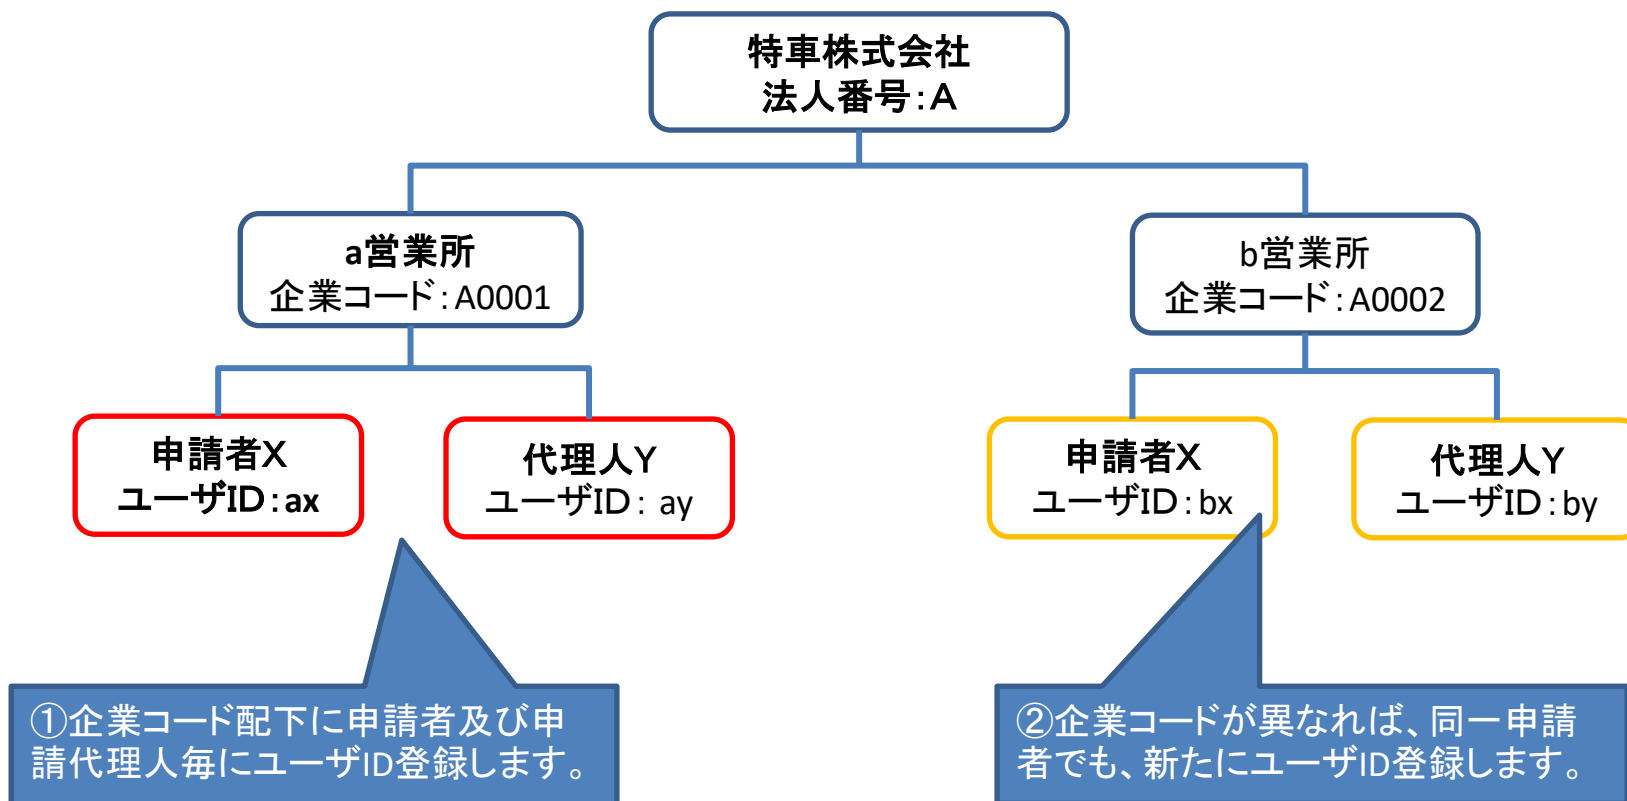 特車株式会社
法人番号：A
a営業所
企業コード：A0001
b営業所
企業コード：A0002
申請者X
ユーザID：ax
代理人Y
ユーザID： ay
申請者X
ユーザID：bx
代理人Y
ユーザID：by
①企業コード配下に申請者及び申
請代理人毎にユーザID登録します。
②企業コードが異なれば、同一申請
者でも、新たにユーザID登録します。